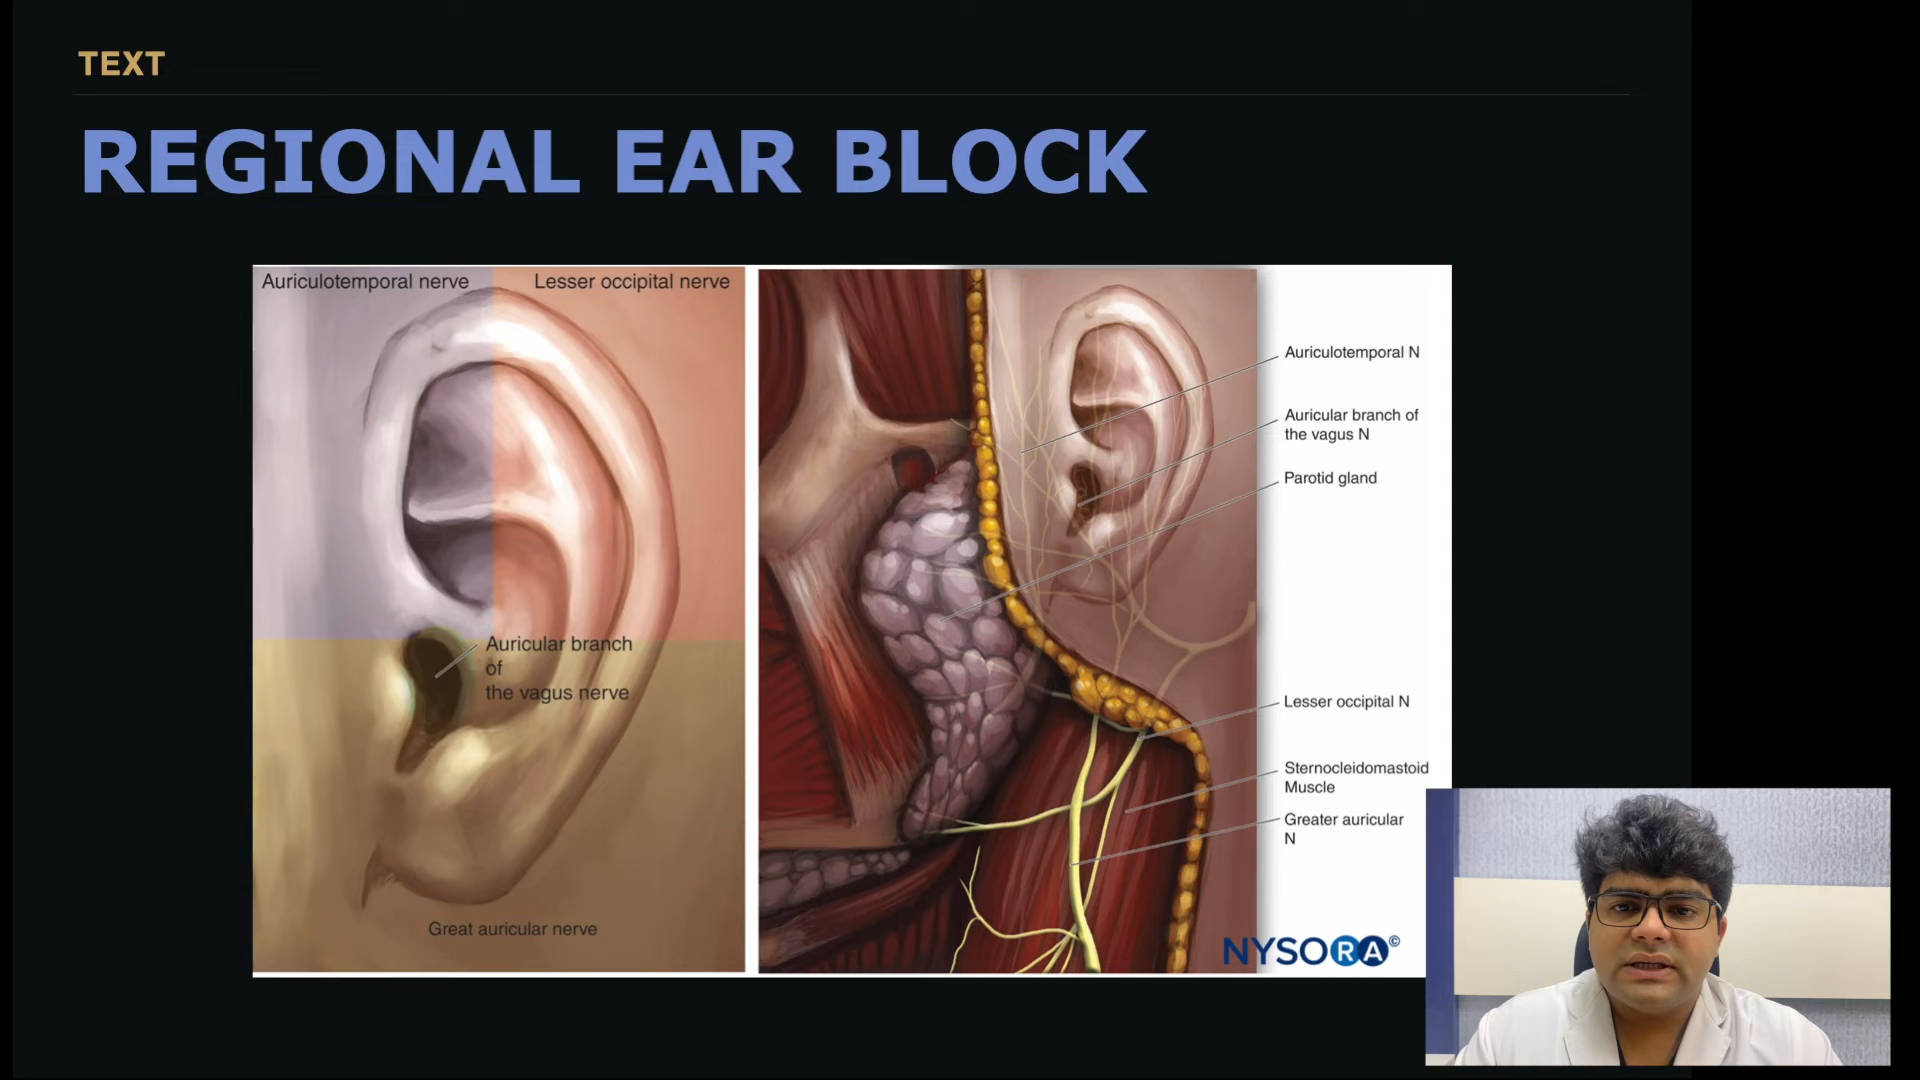 TEXT
REGIONAL EAR BLOCK
Auriculotemporal nerve
Lesser occipital nerve
Auricular branch
of
the vagus nerve
Great auricular nerve
Auriculotemporal N
Auricular branch of
the vagus N
Parotid gland
Lesser occipital N
Sternocleidomastoid
Muscle
Greater auricular
N
NYSORA©